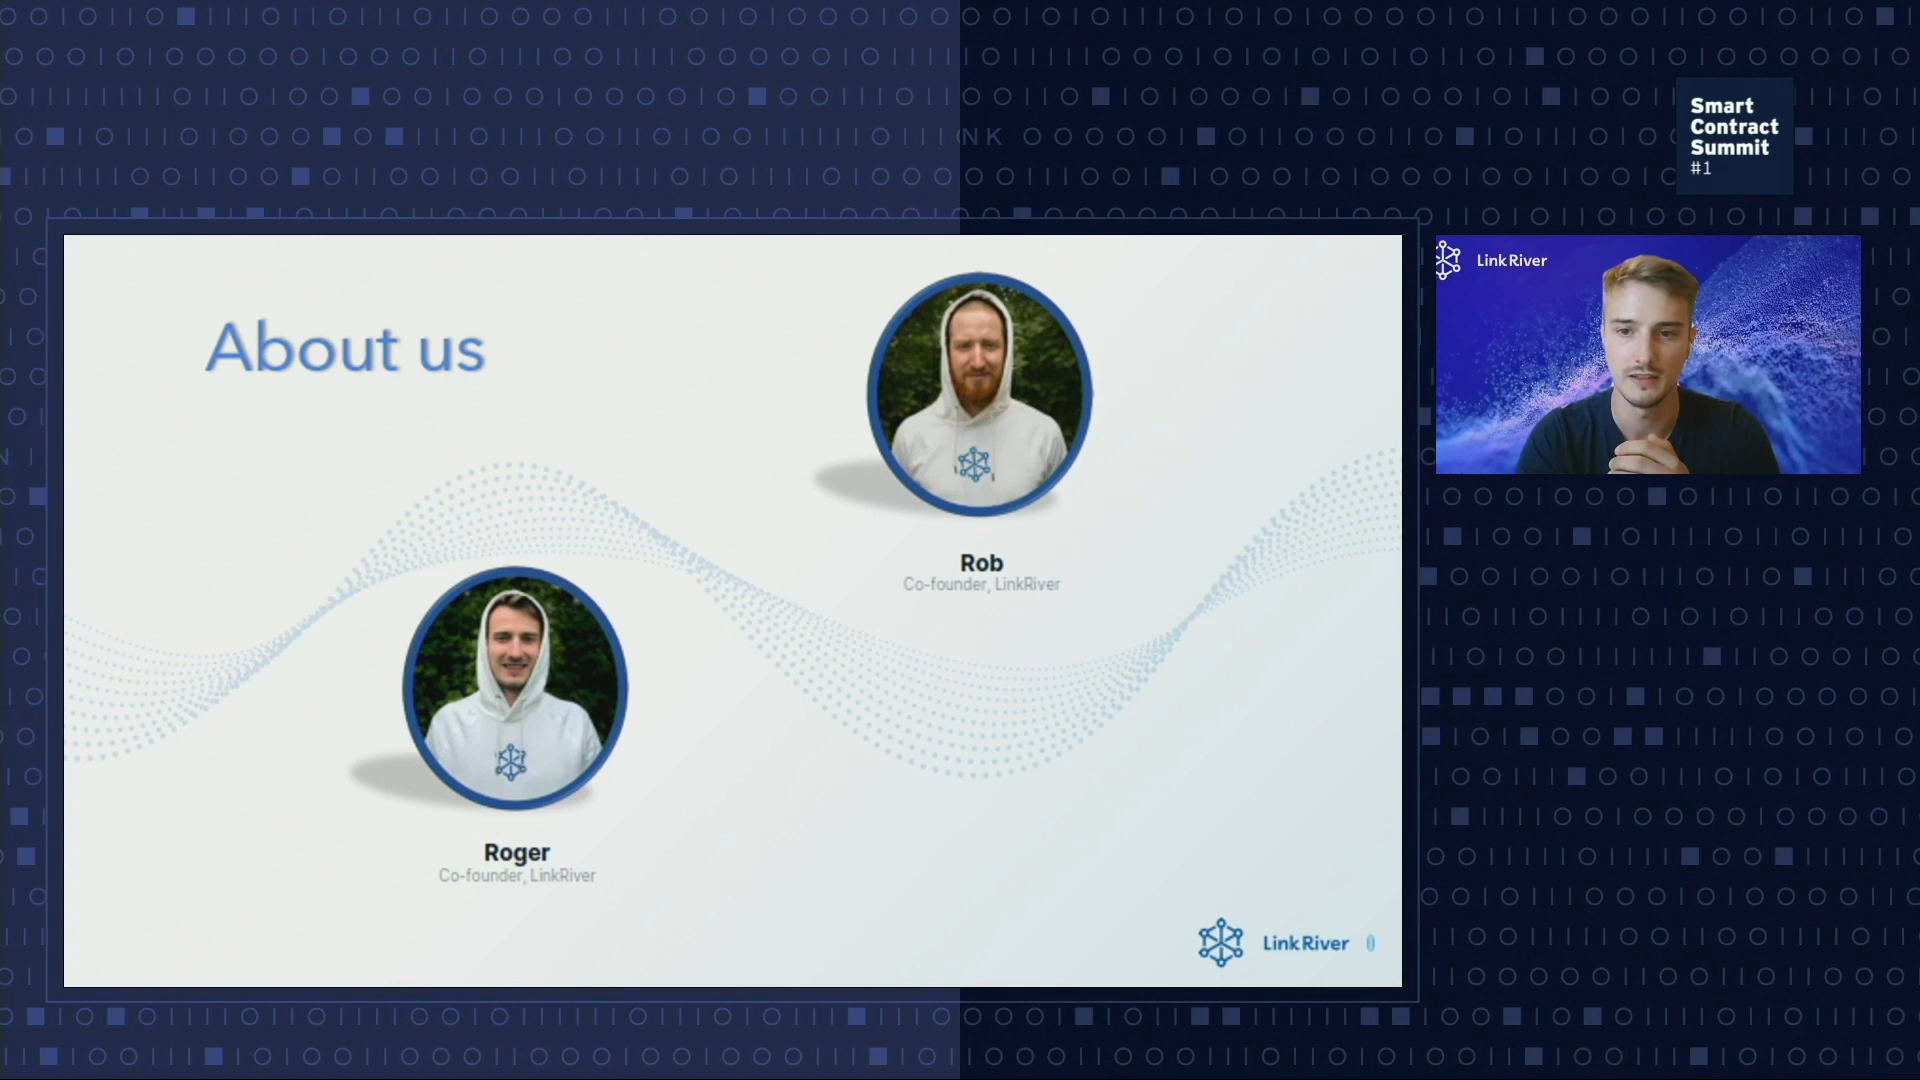 Smart
Contract
Summit
#1
About us
LinkRiver
Rob
Co-founder, LinkRiver
Roger
Co-founder, LinkRiver
LinkRiver